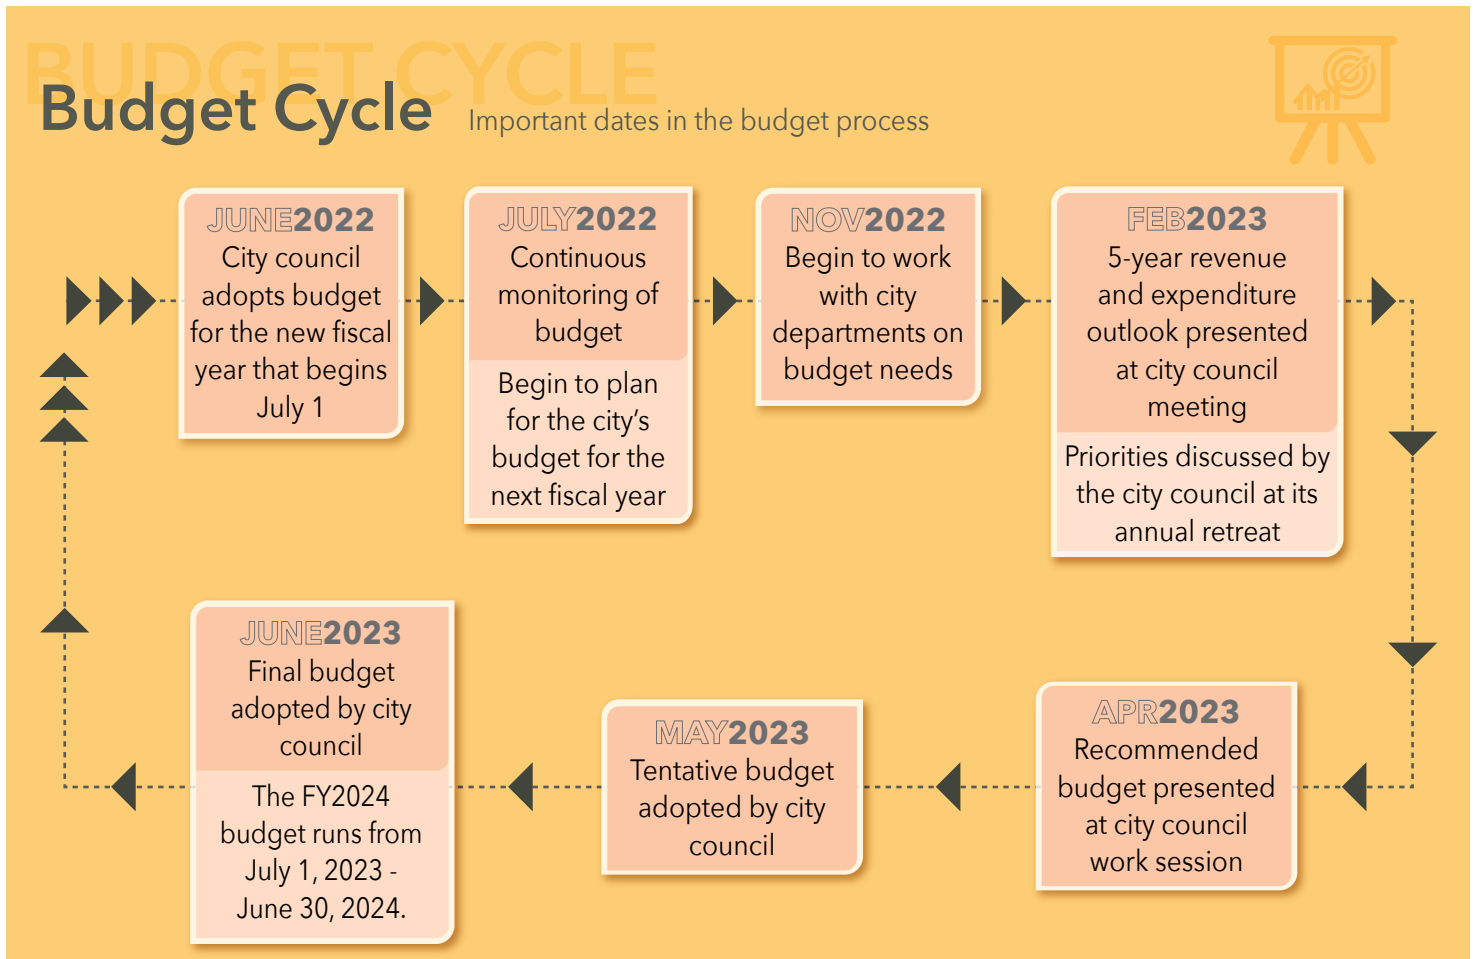 BUDGET CYCLE
Budget Cycle
Important dates in the budget process
JUNE2022
City council
adopts budget
for the new fiscal
year that begins
July 1
JULY2022
Continuous
monitoring of
budget
Begin to plan
for the city's
budget for the
next fiscal year
NOV2022
Begin to work
with city
departments on
budget needs
FEB2023
5-year revenue
and expenditure
outlook presented
at city council
meeting
Priorities discussed by
the city council at its
annual retreat
APR2023
Recommended
budget presented
at city council
work session
MAY2023
Tentative budget
adopted by city
council
JUNE2023
Final budget
adopted by city
council
The FY2024
budget runs from
July 1, 2023 -
June 30, 2024.